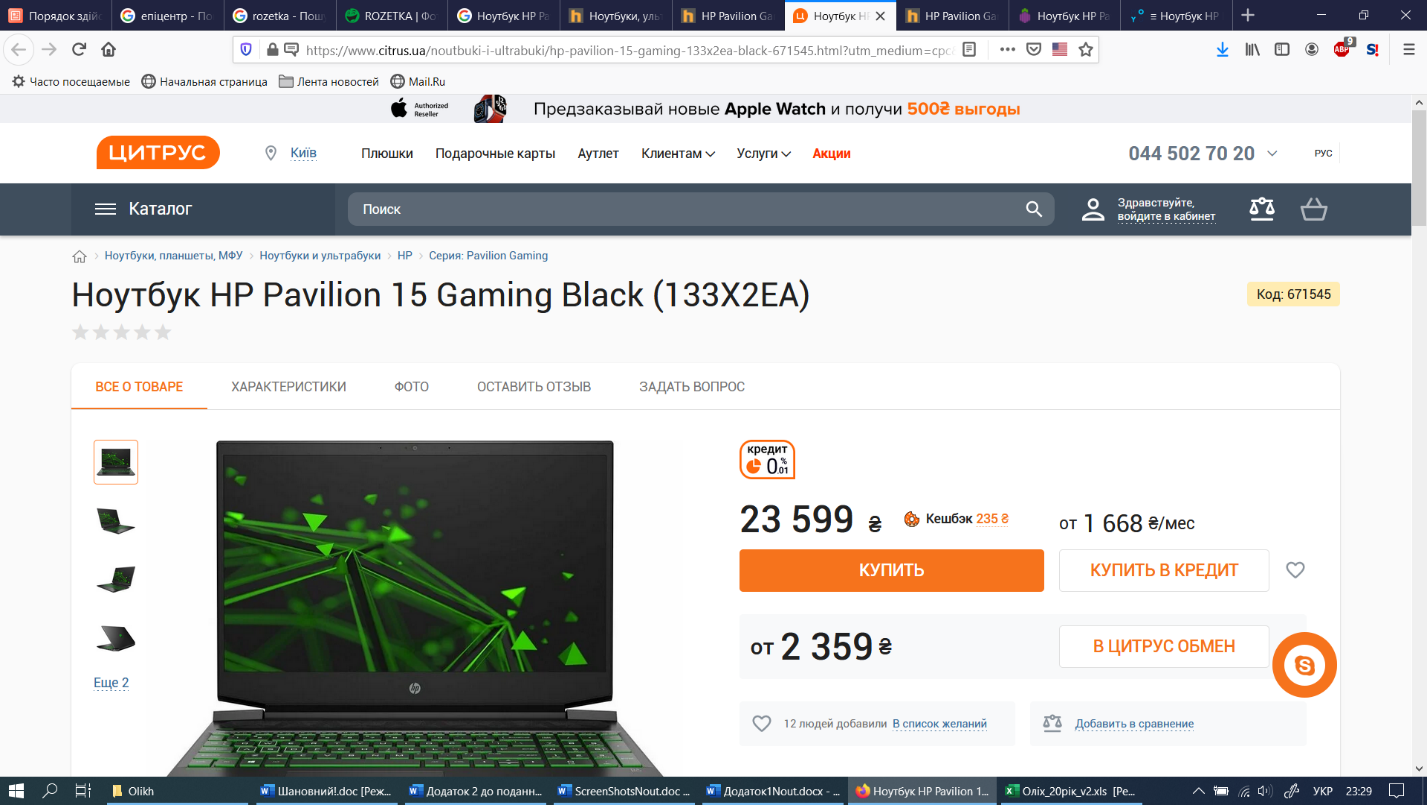 Порядок здій
епіцентр - По
rozetka - Пош
ROZETKA | Фо
Ноутбук HP Pa
Ноутбуки, уль
HP Pavilion Ga
Ноутбук H
HP Pavilion Ga
Ноутбук HP Pa
≡ Ноутбук HP
https://www.citrus.ua/noutbuki-i-ultrabuki/hp-pavilion-15-gaming-133x2ea-black-671545.html?utm_medium=cpc
ABP
9
S!
Часто посещаемые
Начальная страница
Лента новостей
Mail.Ru
Authorized
Reseller
Предзаказывай новые Apple Watch и получи 500₴ выгоды
ЦИТРУС
Київ
Плюшки
Подарочные карты
Аутлет
Клиентам
Услуги
Акции
044 502 70 20
РУС
Каталог
Поиск
Здравствуйте,
войдите в кабинет
Ноутбуки, планшеты, МФУ
Ноутбуки и ультрабуки
HP
Серия: Pavilion Gaming
Ноутбук HP Pavilion 15 Gaming Black (133X2EA)
Код: 671545
ВСЕ О ТОВАРЕ
ХАРАКТЕРИСТИКИ
ФОТО
ОСТАВИТЬ ОТЗЫВ
ЗАДАТЬ ВОПРОС
кредит
0,01 %
23 599 ₴
Кешбэк 235 ₴
от 1 668 ₴/мес
КУПИТЬ
КУПИТЬ В КРЕДИТ
от 2 359 ₴
В ЦИТРУС ОБМЕН
Еще 2
hp
12 людей добавили В список желаний
Добавить в сравнение
Olikh
Шановний!.doc [Реж...
Додаток 2 до поданн...
ScreenShotsNout.doc ...
Додаток1Nout.docx - ...
Ноутбук HP Pavilion 1...
Оліх_20рік_v2.xls [Ре...
УКР
23:29